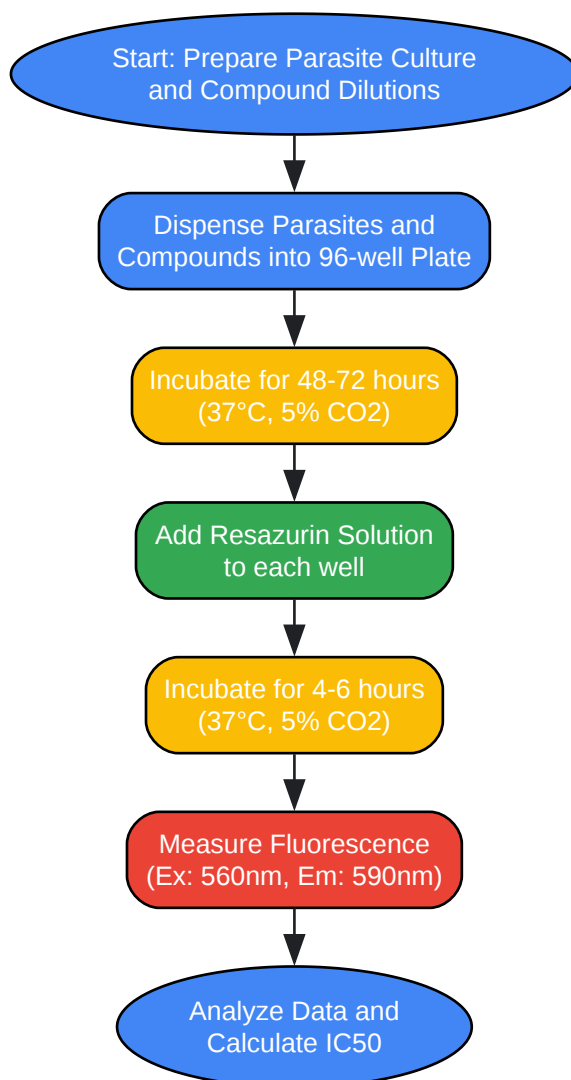 Start: Prepare Parasite Culture
and Compound Dilutions
Dispense Parasites and
Compounds into 96-well Plate
Incubate for 48-72 hours
(37°C, 5% CO2)
Add Resazurin Solution
to each well
Incubate for 4-6 hours
(37°C, 5% CO2)
Measure Fluorescence
(Ex: 560nm, Em: 590nm)
Analyze Data and
Calculate IC50